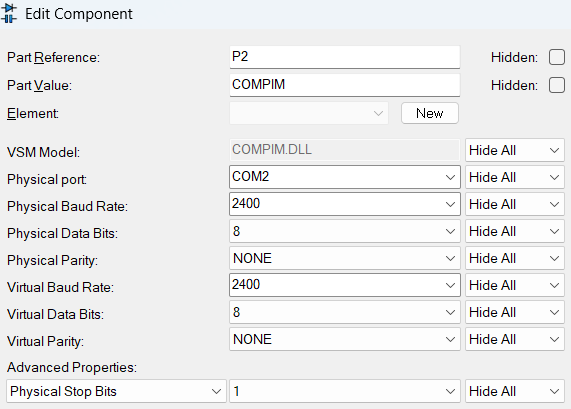 Edit Component
Part Reference: P2 Hidden:
Part Value: COMPIM Hidden:
Element: New
VSM Model: COMPIM.DLL Hide All
Physical port: COM2 Hide All
Physical Baud Rate: 2400 Hide All
Physical Data Bits: 8 Hide All
Physical Parity: NONE Hide All
Virtual Baud Rate: 2400 Hide All
Virtual Data Bits: 8 Hide All
Virtual Parity: NONE Hide All
Advanced Properties:
Physical Stop Bits 1 Hide All